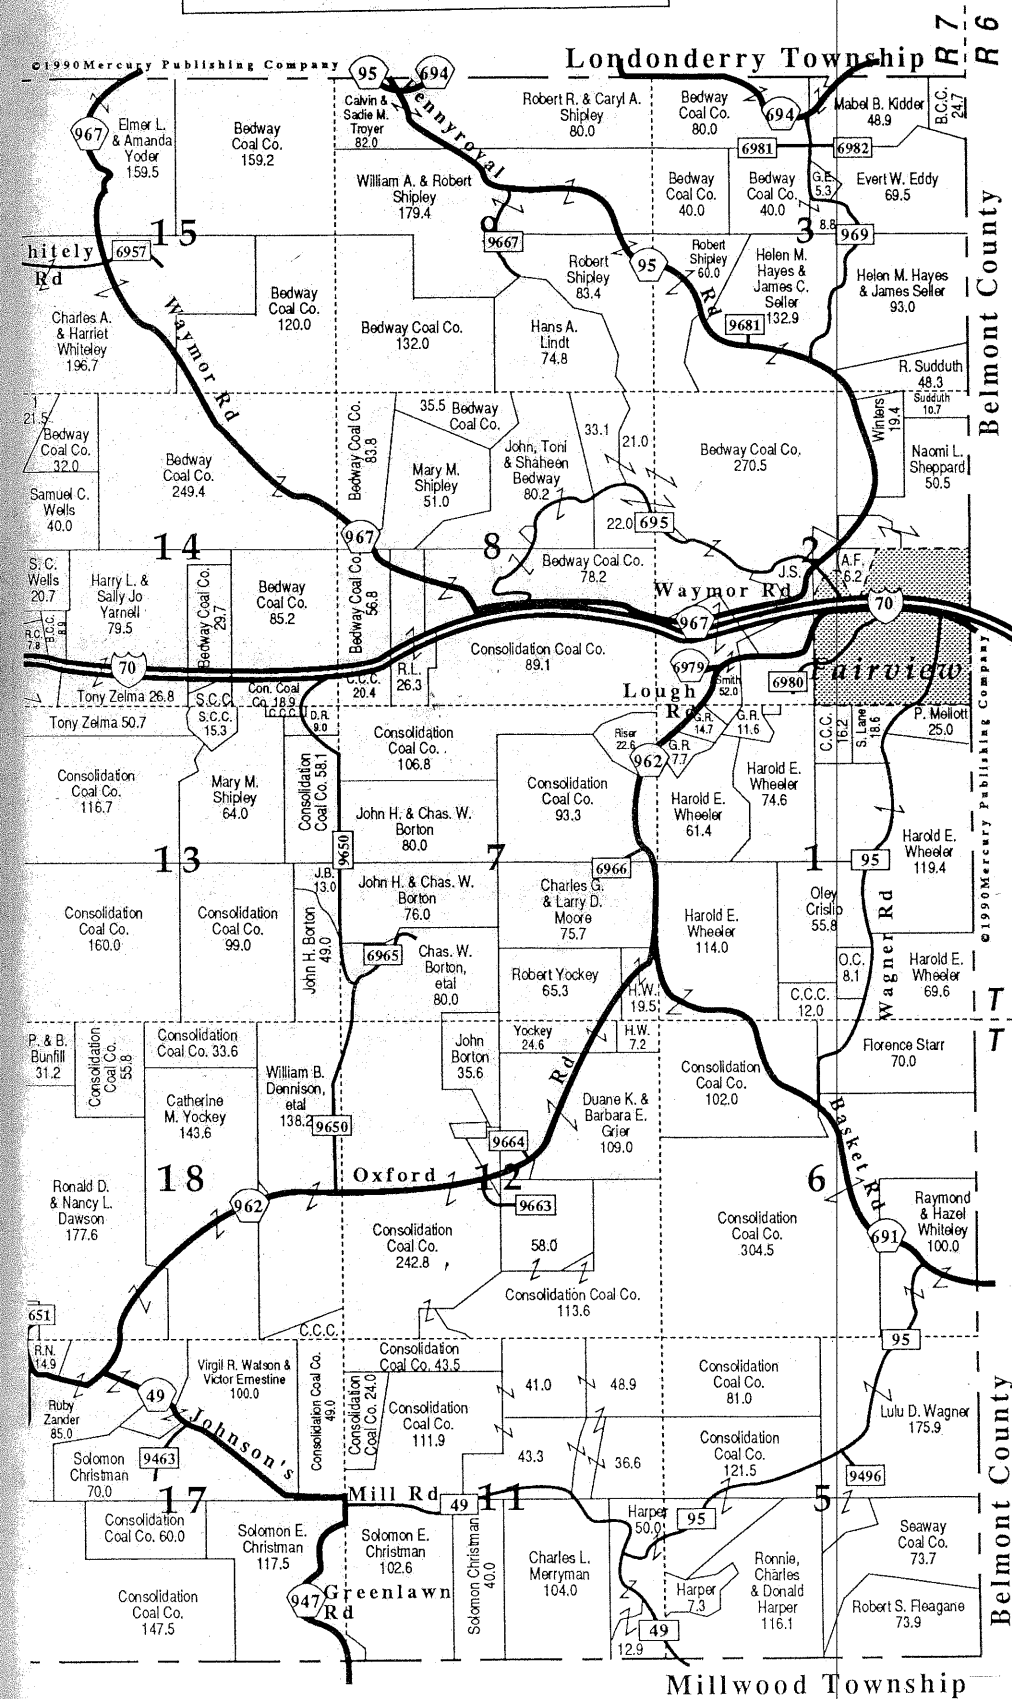 R 7
R 6
©1990 Mercury Publishing Company
95
694
Londonderry Township
967
Elmer L.
& Amanda
Yoder
159.5
Bedway
Coal Co.
159.2
Calvin &
Sadie M.
Troyer
82.0
Pennyroyal
Robert R. & Caryl A.
Shipley
80.0
Bedway
Coal Co.
80.0
694
Mabel B. Kidder
48.9
B.C.C.
24.7
6981
6982
William A. & Robert
Shipley
179.4
Bedway
Coal Co.
40.0
Bedway
Coal Co.
40.0
G.E.
5.3
8.8
Evert W. Eddy
69.5
15
9
3
9667
969
hitely
Rd
6957
Robert
Shipley
83.4
95
Robert
Shipley
60.0
Rd
Helen M.
Hayes &
James C.
Seller
132.9
Helen M. Hayes
& James Seller
93.0
Belmont County
Charles A.
& Harriet
Whiteley
196.7
Waymor Rd
Bedway
Coal Co.
120.0
Bedway Coal Co.
132.0
Hans A.
Lindt
74.8
9681
R. Sudduth
48.3
Sudduth
10.7
21.5
Bedway
Coal Co.
32.0
Samuel C.
Wells
40.0
Bedway
Coal Co.
249.4
Bedway Coal Co.
83.8
35.5 Bedway
Coal Co.
Mary M.
Shipley
51.0
John, Toni
& Shaheen
Bedway
80.2
33.1
21.0
22.0
695
Bedway Coal Co.
270.5
Winters
19.4
Naomi L.
Sheppard
50.5
967
14
8
2
S. C.
Wells
20.7
R.C.
7.8
B.C.C.
8.9
Harry L. &
Sally Jo
Yarnell
79.5
Bedway Coal Co.
29.7
Bedway
Coal Co.
85.2
Bedway Coal Co.
56.8
Bedway Coal Co.
78.2
J.S.
A.F.
6.2
Waymor Rd
967
70
70
Consolidation Coal Co.
89.1
6979
6980
Fairview
Tony Zelma 26.8
S.C.C.
Con. Coal
Co. 18.9
C.C.C.
C.C.C.
20.4
R.L.
26.3
Lough
Rd
Smith
52.0
Tony Zelma 50.7
S.C.C.
15.3
D.R.
9.0
Consolidation
Coal Co.
106.8
Riser
22.6
G.R.
14.7
G.R.
7.7
G.R.
11.6
C.C.C.
16.2
S. Lane
18.6
P. Mellott
25.0
962
Consolidation
Coal Co.
116.7
Mary M.
Shipley
64.0
Consolidation
Coal Co. 58.1
John H. & Chas. W.
Borton
80.0
Consolidation
Coal Co.
93.3
Harold E.
Wheeler
61.4
Harold E.
Wheeler
74.6
Harold E.
Wheeler
119.4
©1990 Mercury Publishing Company
13
7
1
9650
6966
95
Consolidation
Coal Co.
160.0
Consolidation
Coal Co.
99.0
J.B.
13.0
John H. Borton
49.0
John H. & Chas. W.
Borton
76.0
6965
Chas. W.
Borton,
etal
80.0
Charles G.
& Larry D.
Moore
75.7
Robert Yockey
65.3
H.W.
19.5
Harold E.
Wheeler
114.0
Oley
Crislip
55.8
O.C.
8.1
C.C.C.
12.0
Wagner Rd
Harold E.
Wheeler
69.6
T
T
P. & B.
Bunfill
31.2
Consolidation
Coal Co.
55.8
Consolidation
Coal Co. 33.6
Catherine
M. Yockey
143.6
William B.
Dennison,
etal
138.2
9650
John
Borton
35.6
Yockey
24.6
H.W.
7.2
Rd
Duane K. &
Barbara E.
Grier
109.0
Consolidation
Coal Co.
102.0
Florence Starr
70.0
9664
Basket Rd
18
12
6
962
Oxford
9663
Ronald D.
& Nancy L.
Dawson
177.6
Consolidation
Coal Co.
242.8
58.0
Consolidation Coal Co.
113.6
Consolidation
Coal Co.
304.5
Raymond
& Hazel
Whiteley
100.0
691
651
C.C.C.
95
R.N.
14.9
Virgil R. Watson &
Victor Ernestine
100.0
Consolidation Coal Co.
49.0
Consolidation
Coal Co. 43.5
Consolidation
Coal Co. 24.0
Consolidation
Coal Co.
111.9
41.0
48.9
Consolidation
Coal Co.
81.0
Lulu D. Wagner
175.9
49
Ruby
Zander
85.0
Johnson's
43.3
36.6
Consolidation
Coal Co.
121.5
Solomon
Christman
70.0
9463
9496
17
Mill Rd
49
11
5
Belmont County
Consolidation
Coal Co. 60.0
Solomon E.
Christman
117.5
Solomon E.
Christman
102.6
Solomon Christman
40.0
Charles L.
Merryman
104.0
Harper
50.0
95
Harper
7.3
Ronnie,
Charles
& Donald
Harper
116.1
Seaway
Coal Co.
73.7
Consolidation
Coal Co.
147.5
947
Greenlawn
Rd
49
12.9
Robert S. Fleagane
73.9
Millwood Township